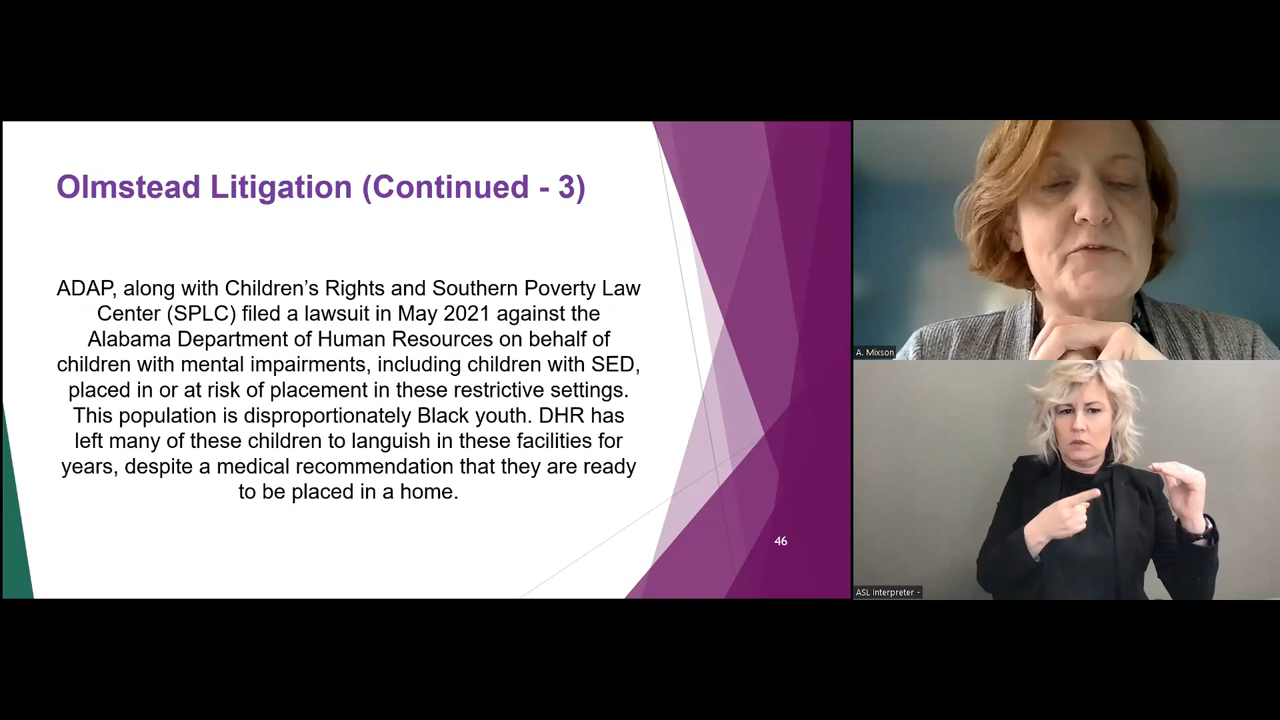 Olmstead Litigation (Continued - 3)
ADAP, along with Children’s Rights and Southern Poverty Law
Center (SPLC) filed a lawsuit in May 2021 against the
Alabama Department of Human Resources on behalf of
children with mental impairments, including children with SED,
placed in or at risk of placement in these restrictive settings.
This population is disproportionately Black youth. DHR has
left many of these children to languish in these facilities for
years, despite a medical recommendation that they are ready
to be placed in a home.
46
A. Mixson
ASL Interpreter -